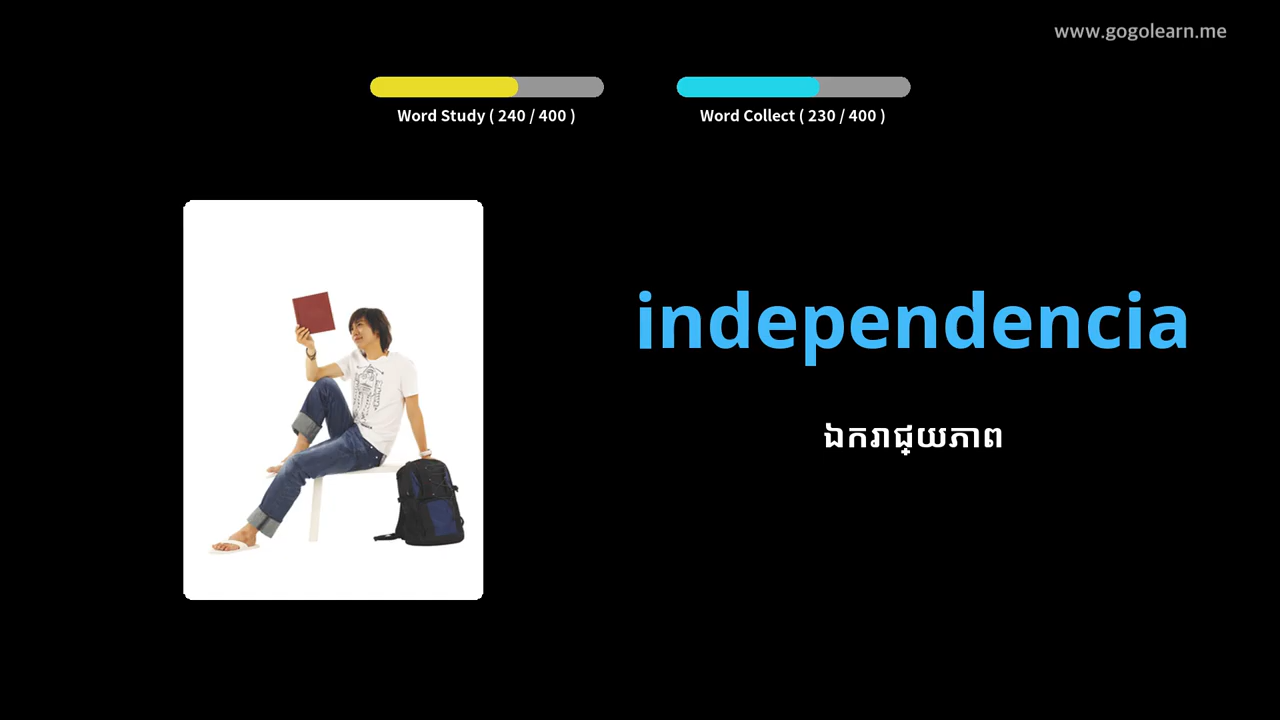 www.gogolearn.me
Word Study ( 240 / 400 )
Word Collect ( 230 / 400 )
independencia
ឯករាជ្យភាព